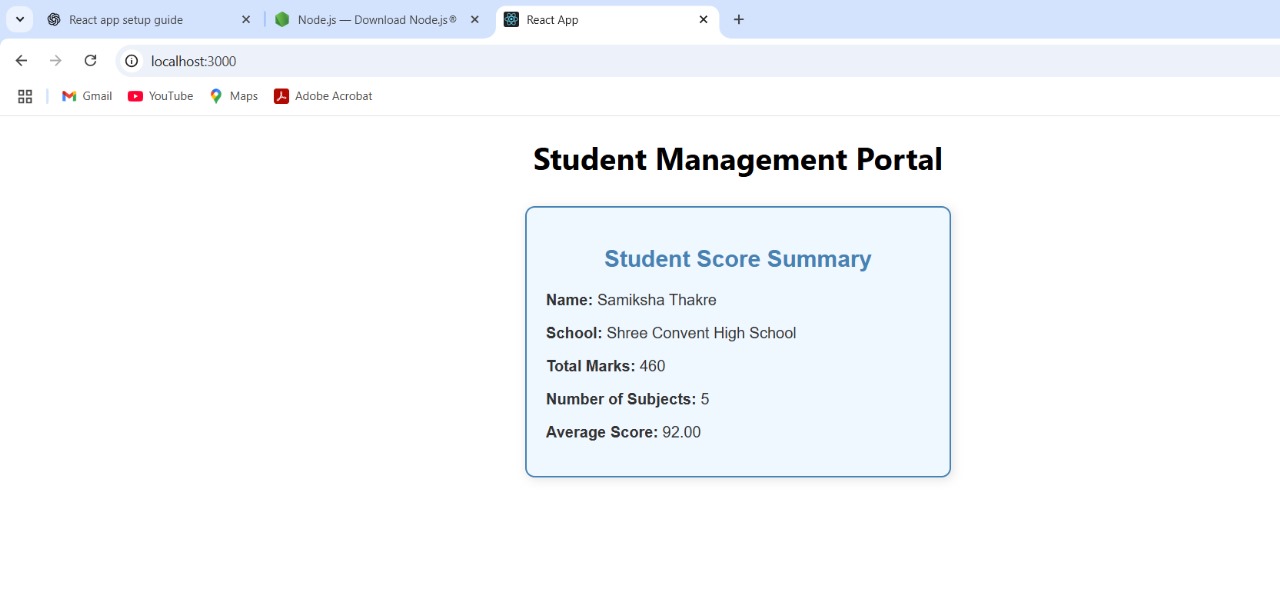 React app setup guide
Node.js — Download Node.js®
React App
localhost:3000
Gmail
YouTube
Maps
Adobe Acrobat
Student Management Portal
Student Score Summary
Name: Samiksha Thakre
School: Shree Convent High School
Total Marks: 460
Number of Subjects: 5
Average Score: 92.00